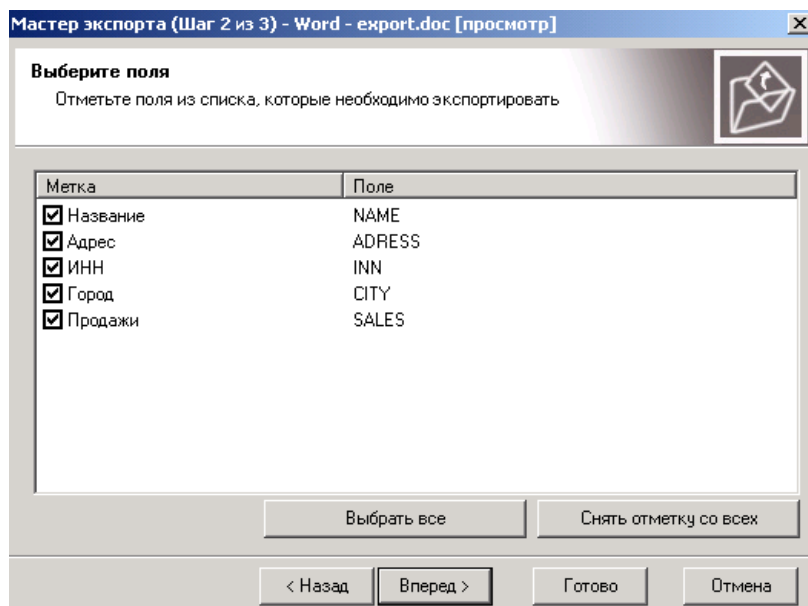 Мастер экспорта (Шаг 2 из 3) - Word - export.doc [просмотр]
Выберите поля
Отметьте поля из списка, которые необходимо экспортировать
Метка Поле
Название NAME
Адрес ADRESS
ИНН INN
Город CITY
Продажи SALES
Выбрать все Снять отметку со всех
< Назад Вперед > Готово Отмена